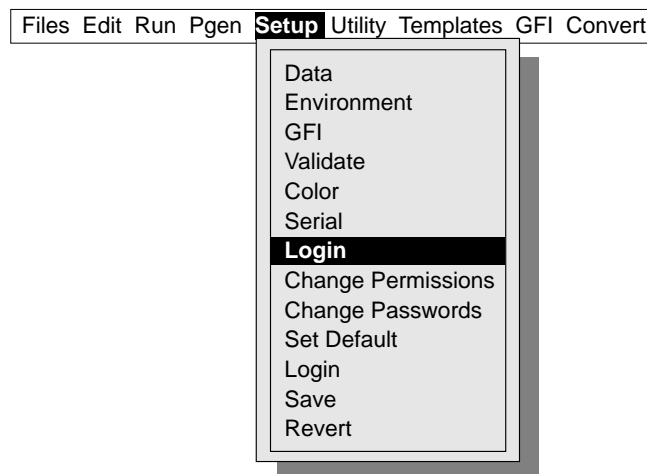 Files Edit Run Pgen Setup Utility Templates GFI Convert
Data
Environment
GFI
Validate
Color
Serial
Login
Change Permissions
Change Passwords
Set Default
Login
Save
Revert